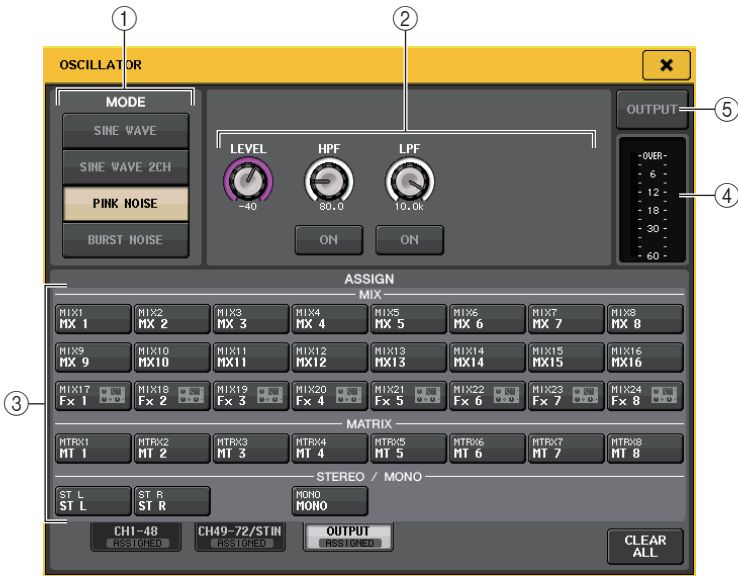 ① ②
OSCILLATOR ×
MODE OUTPUT ⑤
SINE WAVE
SINE WAVE 2CH
PINK NOISE
BURST NOISE
LEVEL HPF LPF
-40 80.0 10.0k
ON ON
-OVER-
- 6 -
- 12 -
- 18 -
- 30 -
- 60 -
④
③
ASSIGN
MIX
MIX1 MIX2 MIX3 MIX4 MIX5 MIX6 MIX7 MIX8
MX 1 MX 2 MX 3 MX 4 MX 5 MX 6 MX 7 MX 8
MIX9 MIX10 MIX11 MIX12 MIX13 MIX14 MIX15 MIX16
MX 9 MX10 MX11 MX12 MX13 MX14 MX15 MX16
MIX17 MIX18 MIX19 MIX20 MIX21 MIX22 MIX23 MIX24
Fx 1 Fx 2 Fx 3 Fx 4 Fx 5 Fx 6 Fx 7 Fx 8
MATRIX
MTRX1 MTRX2 MTRX3 MTRX4 MTRX5 MTRX6 MTRX7 MTRX8
MT 1 MT 2 MT 3 MT 4 MT 5 MT 6 MT 7 MT 8
STEREO / MONO
ST L ST R MONO
ST L ST R MONO
CH1-48 CH49-72/STIN OUTPUT
ASSIGNED ASSIGNED ASSIGNED
CLEAR
ALL